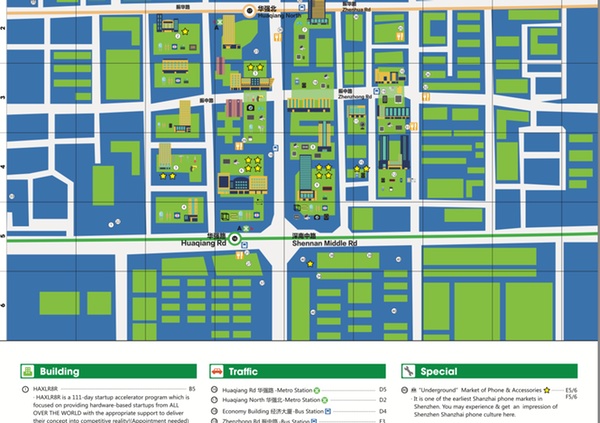 振华路
华强北
Huaqiang North
Zhenhua Rd
2
振中路
振中路
Zhenzhong Rd
3
4
5
华强路
Huaqiang Rd
深南中路
Shennan Middle Rd
6
Building
HAXLR8R B5
· HAXLR8R is a 111-day startup accelerator program which is
focused on providing hardware-based startups from ALL
OVER THE WORLD with the appropriate support to deliver
their concept into competitive reality!(Appointment needed)
Traffic
Huaqiang Rd 华强路 -Metro Station D5
Huaqiang North 华强北 -Metro Station D2
Economy Building 经济大厦 -Bus Station D4
Zhenzhong Rd 振中路 -Bus Station E3
Special
"Underground" Market of Phone & Accessories E5/6
F5/6
· It is one of the earliest Shanzhai phone markets in
Shenzhen. You may experience & get an impression of
Shenzhen Shanzhai phone culture here.